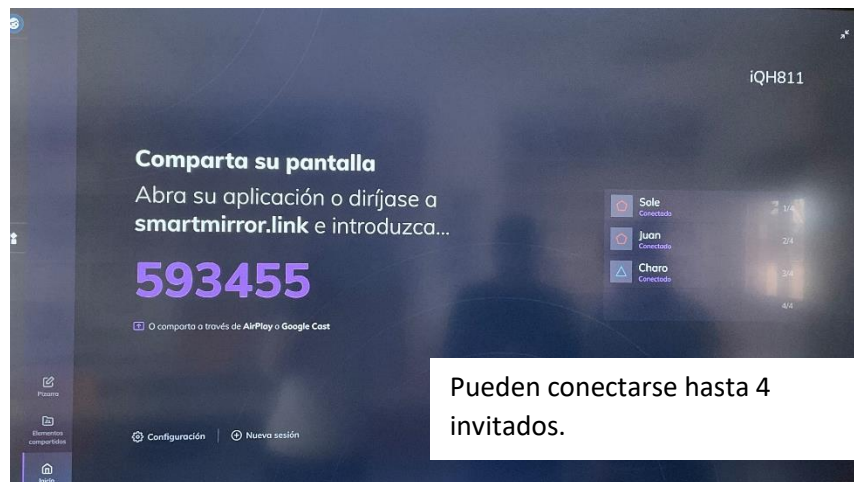 iQH811
Comparta su pantalla
Abra su aplicación o diríjase a
smartmirror.link e introduzca...
593455
O comparta a través de AirPlay o Google Cast
Sole
Conectado
1/4
juan
Conectado
2/4
Charo
Conectado
3/4
4/4
Pizarra
Elementos
compartidos
Inicio
Configuración
Nueva sesión
Pueden conectarse hasta 4
invitados.